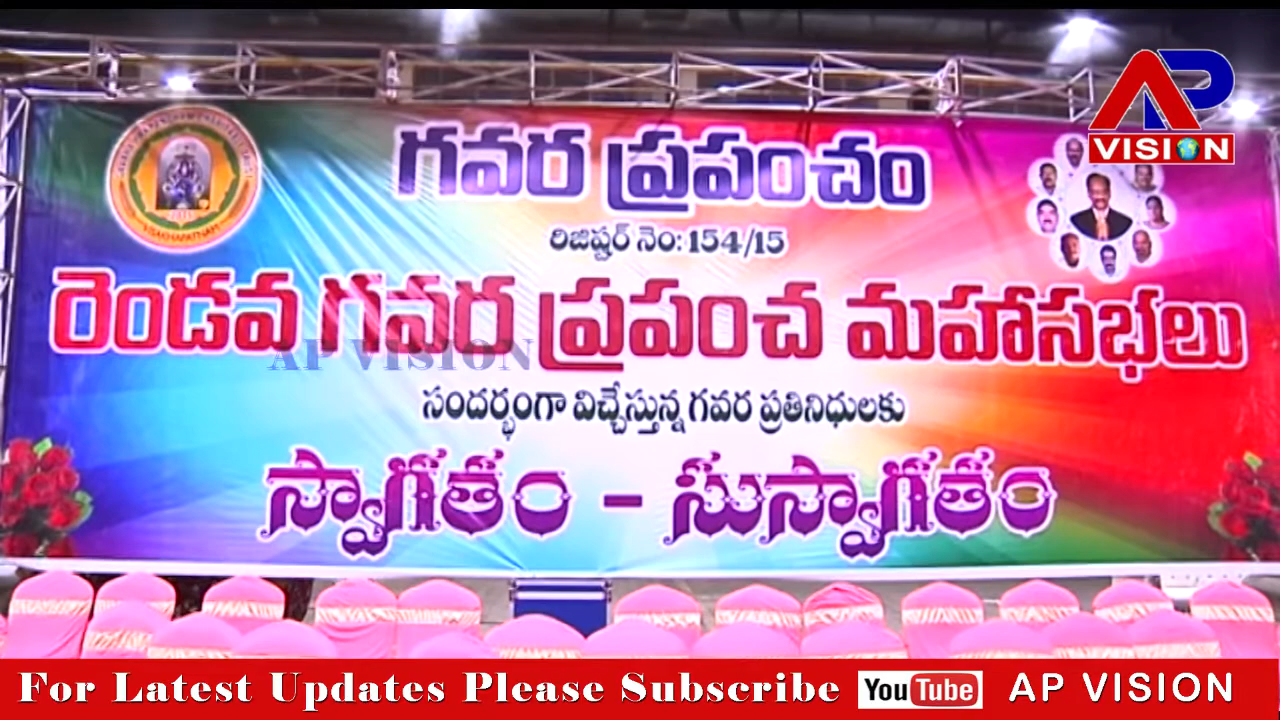 AP
VISION
గవర ప్రపంచం
రిజిష్టర్ నెం: 154/15
రెండవ గవర ప్రపంచ మహాసభలు
AP VISION
సందర్భంగా విచ్చేస్తున్న గవర ప్రతినిధులకు
స్వాగతం - సుస్వాగతం
VISAKHAPATNAM
For Latest Updates Please Subscribe YouTube AP VISION